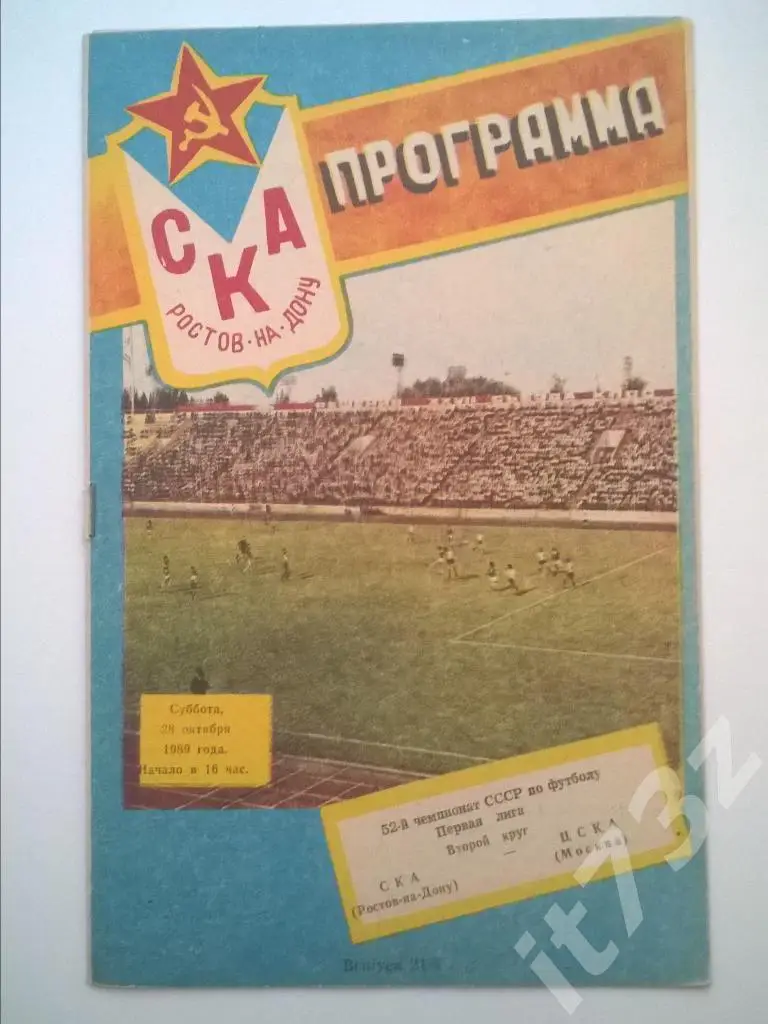 ПРОГРАММА
СКА
РОСТОВ·НА·ДОНУ
Суббота,
28 октября
1989 года.
Начало в 16 час.
52-й чемпионат СССР по футболу
Первая лига
Второй круг
СКА — ЦСКА
(Ростов-на-Дону) (Москва)
Выпуск
it73z